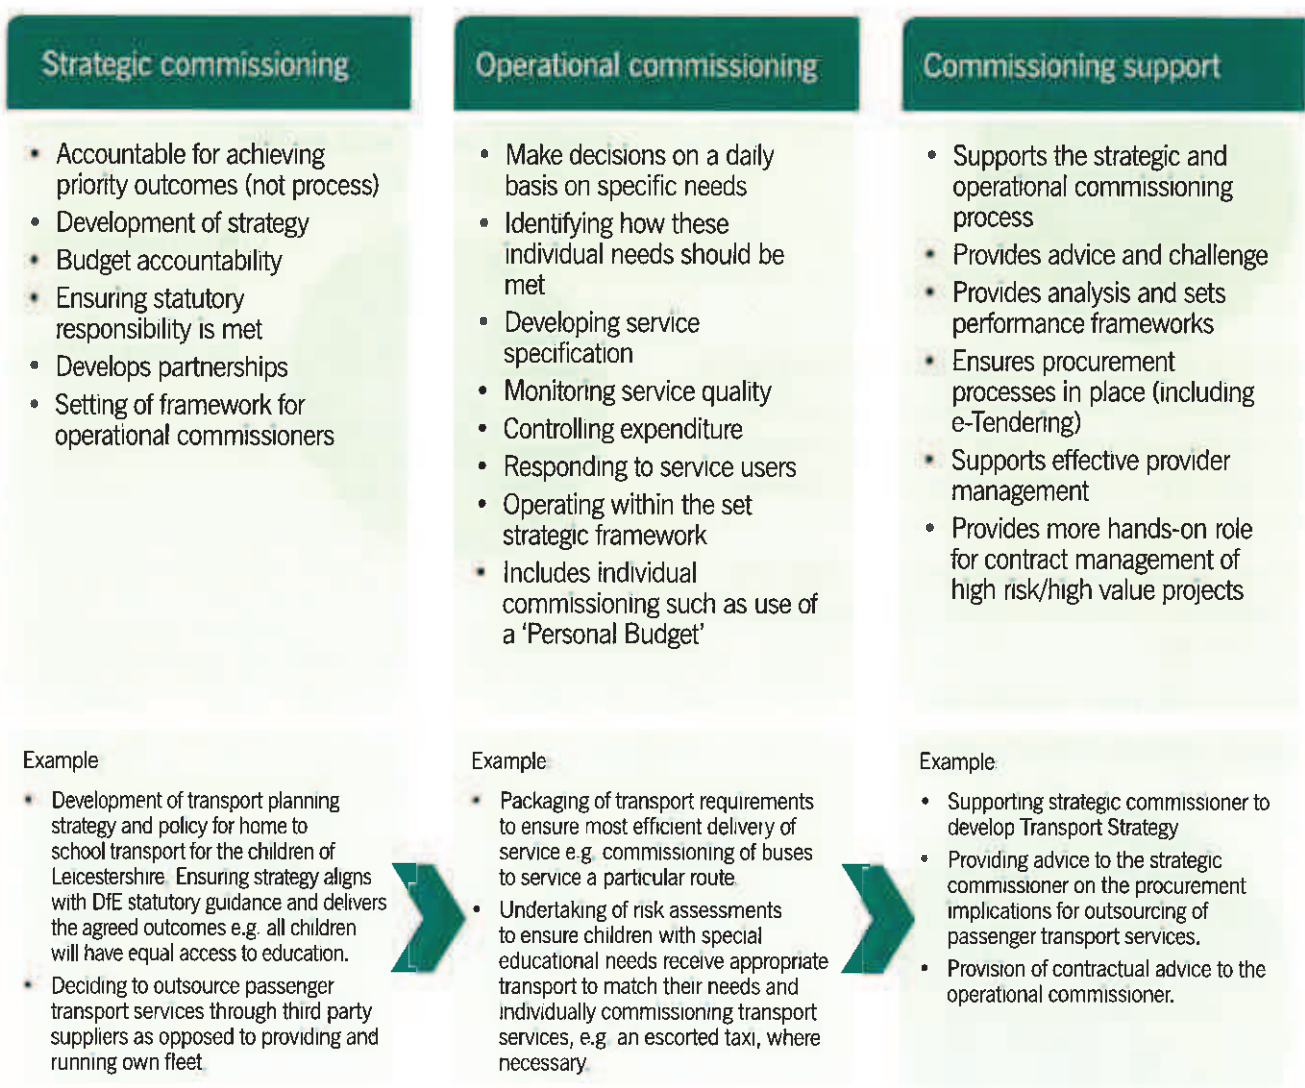 Strategic commissioning
• Accountable for achieving
priority outcomes (not process)
• Development of strategy
• Budget accountability
• Ensuring statutory
responsibility is met
• Develops partnerships
• Setting of framework for
operational commissioners
Operational commissioning
• Make decisions on a daily
basis on specific needs
• Identifying how these
individual needs should be
met
• Developing service
specification
• Monitoring service quality
• Controlling expenditure
• Responding to service users
• Operating within the set
strategic framework
• Includes individual
commissioning such as use of
a ‘Personal Budget’
Commissioning support
• Supports the strategic and
operational commissioning
process
• Provides advice and challenge
• Provides analysis and sets
performance frameworks
• Ensures procurement
processes in place (including
e-Tendering)
• Supports effective provider
management
• Provides more hands-on role
for contract management of
high risk/high value projects
Example
• Development of transport planning
strategy and policy for home to
school transport for the children of
Leicestershire. Ensuring strategy aligns
with DfE statutory guidance and delivers
the agreed outcomes e.g. all children
will have equal access to education.
• Deciding to outsource passenger
transport services through third party
suppliers as opposed to providing and
running own fleet.
Example
• Packaging of transport requirements
to ensure most efficient delivery of
service e.g. commissioning of buses
to service a particular route.
• Undertaking of risk assessments
to ensure children with special
educational needs receive appropriate
transport to match their needs and
individually commissioning transport
services, e.g. an escorted taxi, where
necessary.
Example
• Supporting strategic commissioner to
develop Transport Strategy
• Providing advice to the strategic
commissioner on the procurement
implications for outsourcing of
passenger transport services.
• Provision of contractual advice to the
operational commissioner.